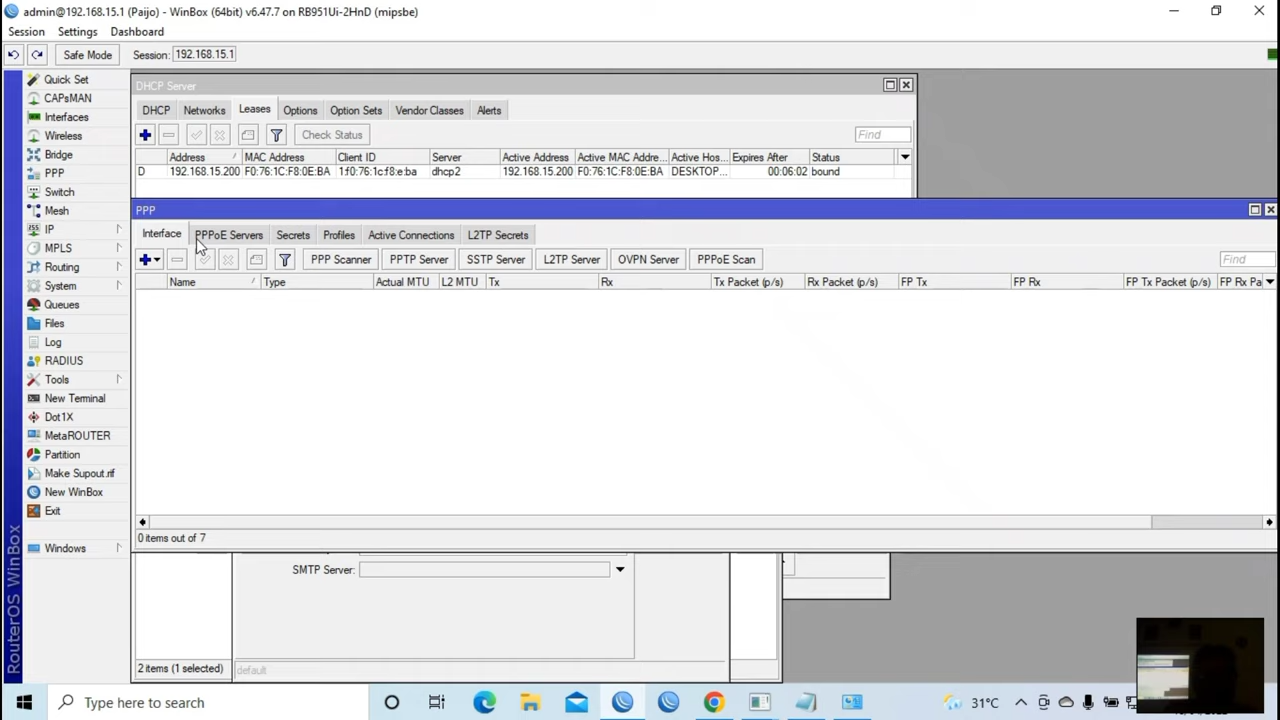 admin@192.168.15.1 (Paijo) - WinBox (64bit) v6.47.7 on RB951Ui-2HnD (mipsbe)
Session Settings Dashboard
Safe Mode Session: 192.168.15.1
Quick Set
CAPsMAN
Interfaces
Wireless
Bridge
PPP
Switch
Mesh
IP
MPLS
Routing
System
Queues
Files
Log
RADIUS
Tools
New Terminal
Dot1X
MetaROUTER
Partition
Make Supout.rif
New WinBox
Exit
Windows
RouterOS WinBox
DHCP Server
DHCP Networks Leases Options Option Sets Vendor Classes Alerts
Check Status Find
Address MAC Address Client ID Server Active Address Active MAC Addre... Active Hos... Expires After Status
D 192.168.15.200 F0:76:1C:F8:0E:BA 1:f0:76:1c:f8:e:ba dhcp2 192.168.15.200 F0:76:1C:F8:0E:BA DESKTOP... 00:06:02 bound
PPP
Interface PPPoE Servers Secrets Profiles Active Connections L2TP Secrets
PPP Scanner PPTP Server SSTP Server L2TP Server OVPN Server PPPoE Scan Find
Name Type Actual MTU L2 MTU Tx Rx Tx Packet (p/s) Rx Packet (p/s) FP Tx FP Rx FP Tx Packet (p/s) FP Rx Pa
0 items out of 7
SMTP Server:
2 items (1 selected) default
Type here to search 31°C